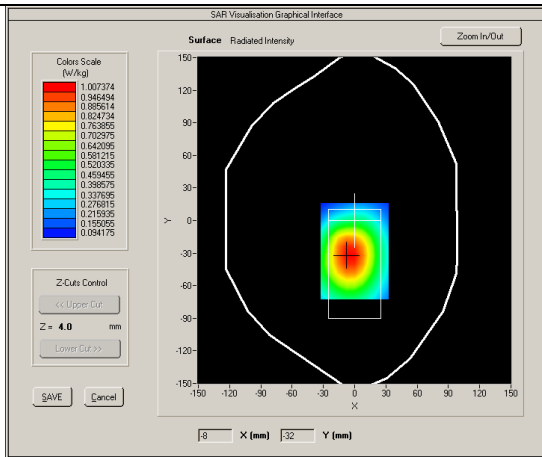 SAR Visualisation Graphical Interface
Surface Radiated Intensity
Zoom In/Out
Colors Scale
(W/kg)
1.007374
0.946494
0.885614
0.824734
0.763855
0.702975
0.642095
0.581215
0.520335
0.459455
0.398575
0.337695
0.276815
0.215935
0.155055
0.094175
Z-Cuts Control
<< Upper Cut
Z = 4.0 mm
Lower Cut >>
SAVE Cancel
150
120
90
60
30
0
-30
-60
-90
-120
-150
Y
-150 -120 -90 -60 -30 0 30 60 90 120 150
X
-8 X (mm) -32 Y (mm)